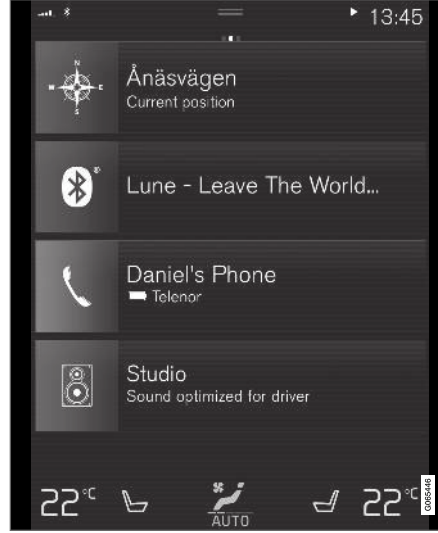 13:45
N
W E
S
Ånäsvägen
Current position
Lune - Leave The World...
Daniel's Phone
Telenor
Studio
Sound optimized for driver
22°C
AUTO
22°C
G065446